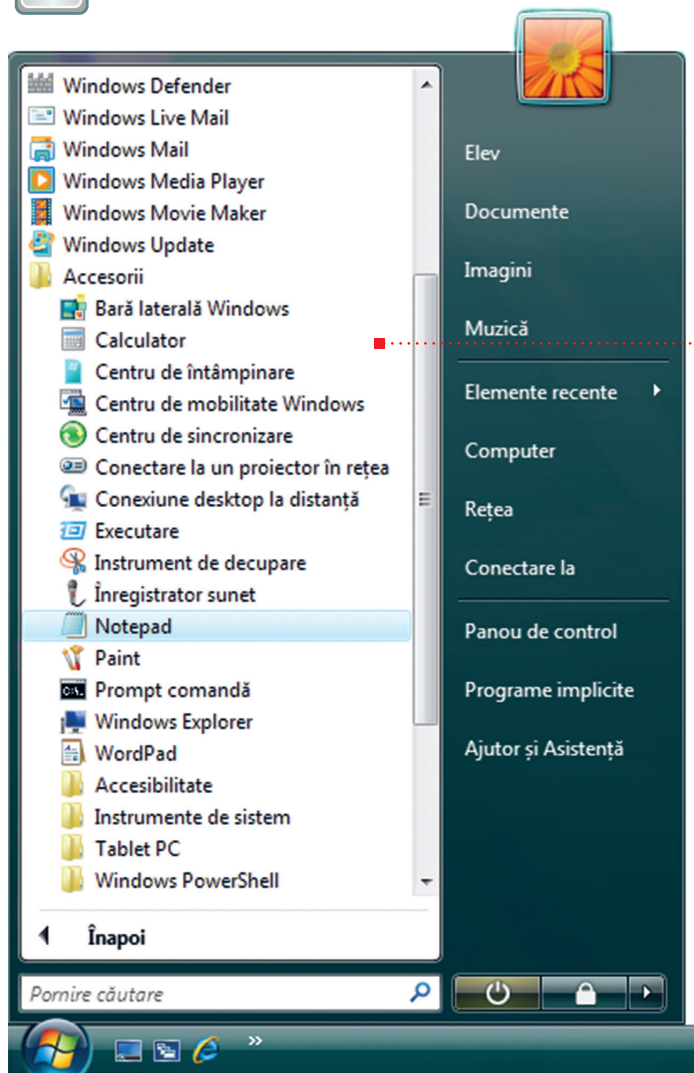 Windows Defender
Windows Live Mail
Windows Mail
Windows Media Player
Windows Movie Maker
Windows Update
Accesorii
Bară laterală Windows
Calculator
Centru de întâmpinare
Centru de mobilitate Windows
Centru de sincronizare
Conectare la un proiector în rețea
Conexiune desktop la distanță
Executare
Instrument de decupare
Înregistrator sunet
Notepad
Paint
Prompt comandă
Windows Explorer
WordPad
Accesibilitate
Instrumente de sistem
Tablet PC
Windows PowerShell
Înapoi
Pornire căutare
Elev
Documente
Imagini
Muzică
Elemente recente
Computer
Rețea
Conectare la
Panou de control
Programe implicite
Ajutor și Asistență
»